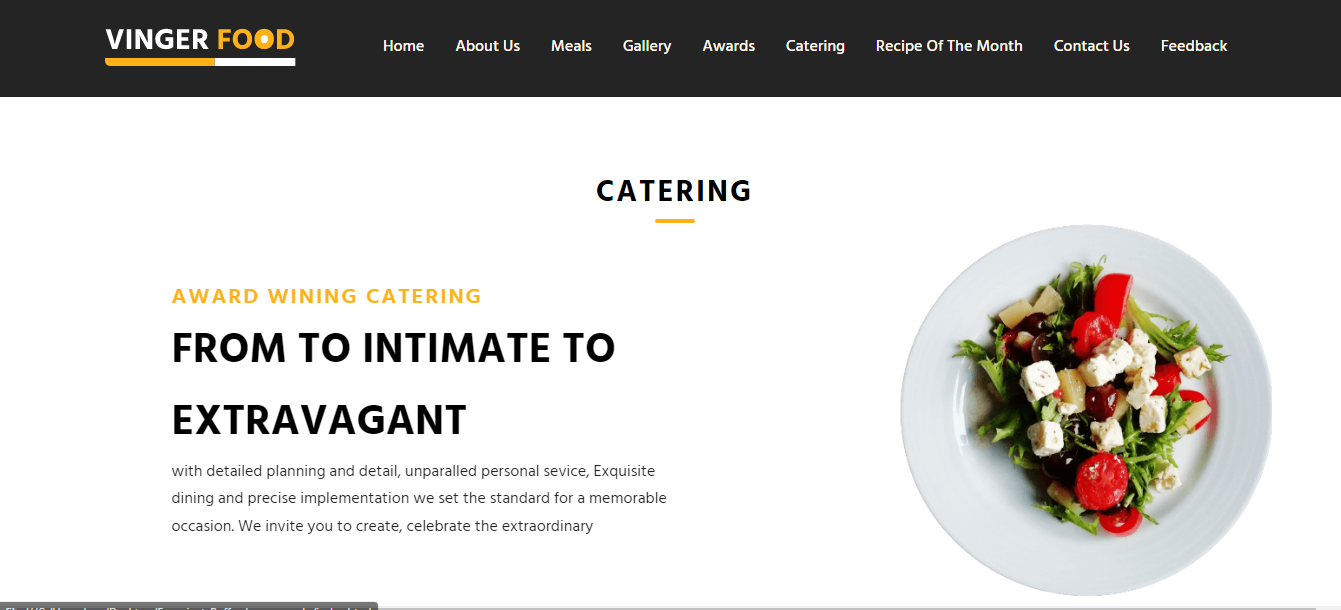 VINGER FOOD
Home About Us Meals Gallery Awards Catering Recipe Of The Month Contact Us Feedback
CATERING
AWARD WINING CATERING
FROM TO INTIMATE TO
EXTRAVAGANT
with detailed planning and detail, unparalled personal sevice, Exquisite
dining and precise implementation we set the standard for a memorable
occasion. We invite you to create, celebrate the extraordinary